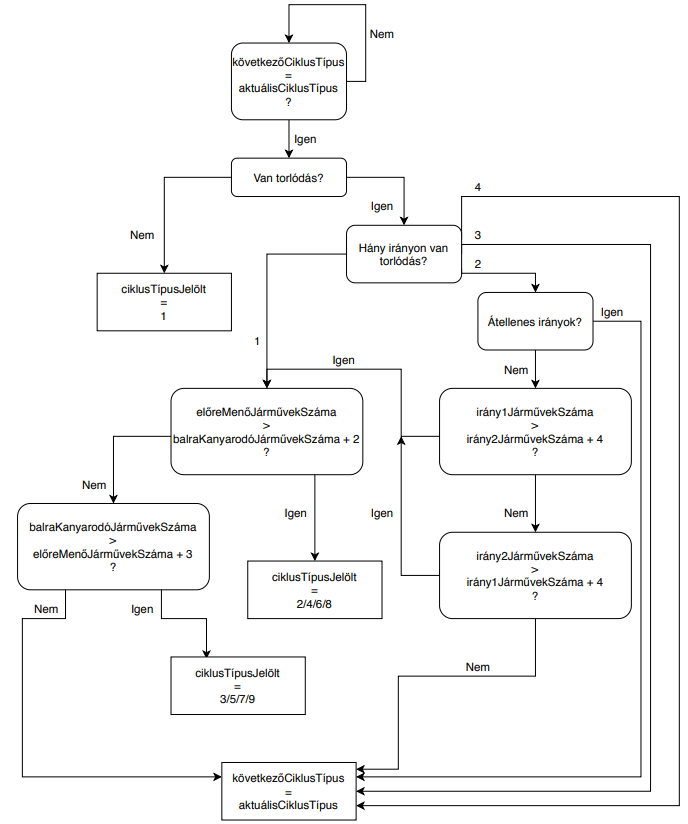 Nem
következőCiklusTípus
=
aktuálisCiklusTípus
?
Igen
Van torlódás?
Nem
Igen
4
3
2
Hány irányon van
torlódás?
ciklusTípusJelölt
=
1
1
Átellenes irányok?
Igen
Nem
Igen
előreMenőJárművekSzáma
>
balraKanyarodóJárművekSzáma + 2
?
irány1JárművekSzáma
>
irány2JárművekSzáma + 4
?
Nem
Igen
Igen
Nem
balraKanyarodóJárművekSzáma
>
előreMenőJárművekSzáma + 3
?
irány2JárművekSzáma
>
irány1JárművekSzáma + 4
?
ciklusTípusJelölt
=
2/4/6/8
Nem
Igen
Nem
ciklusTípusJelölt
=
3/5/7/9
következőCiklusTípus
=
aktuálisCiklusTípus